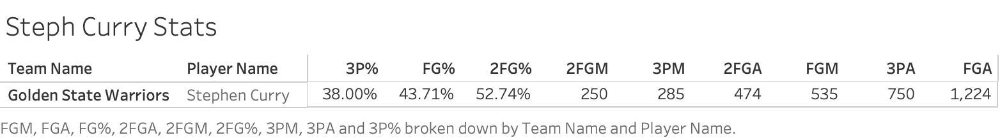 Steph Curry Stats
Team Name Player Name 3P% FG% 2FG% 2FGM 3PM 2FGA FGM 3PA FGA
Golden State Warriors Stephen Curry 38.00% 43.71% 52.74% 250 285 474 535 750 1,224
FGM, FGA, FG%, 2FGA, 2FGM, 2FG%, 3PM, 3PA and 3P% broken down by Team Name and Player Name.